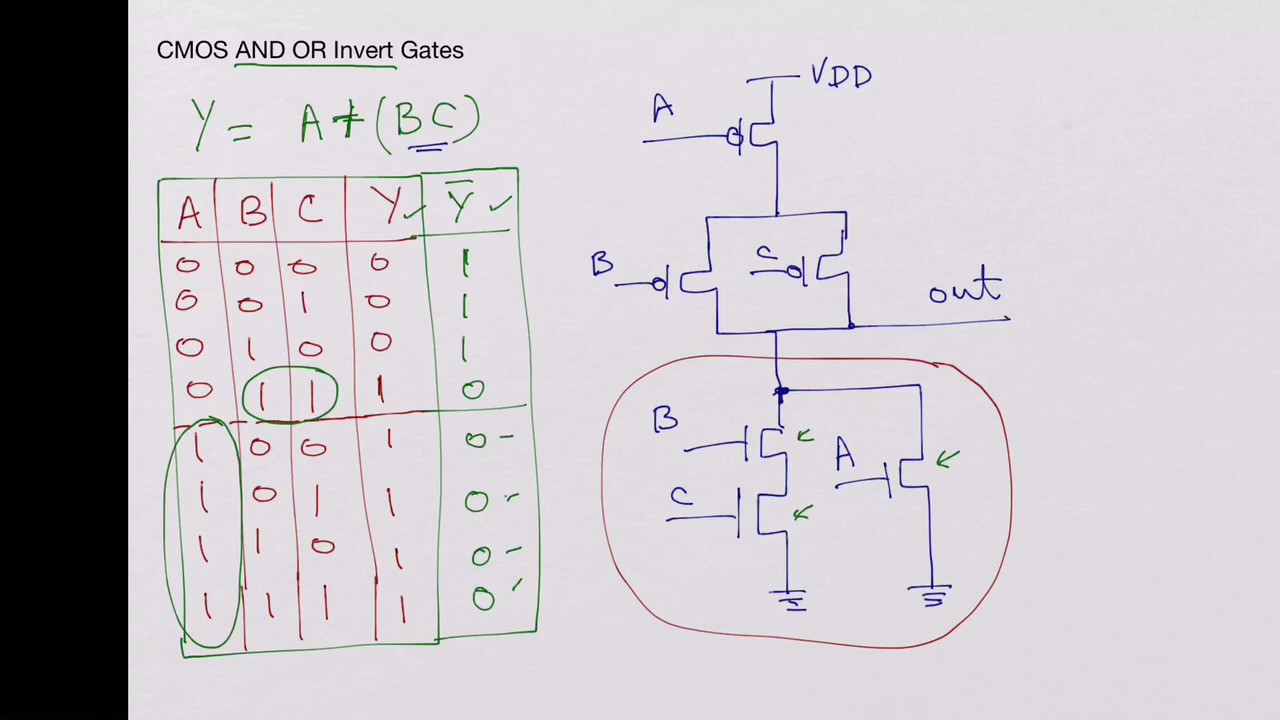 CMOS AND OR Invert Gates
Y = A + (BC)
A B C Y Y̅
0 0 0 0 1
0 0 1 0 1
0 1 0 0 1
0 1 1 1 0
1 0 0 1 0
1 0 1 1 0
1 1 0 1 0
1 1 1 1 0
VDD
A
B
C
out
B
A
C